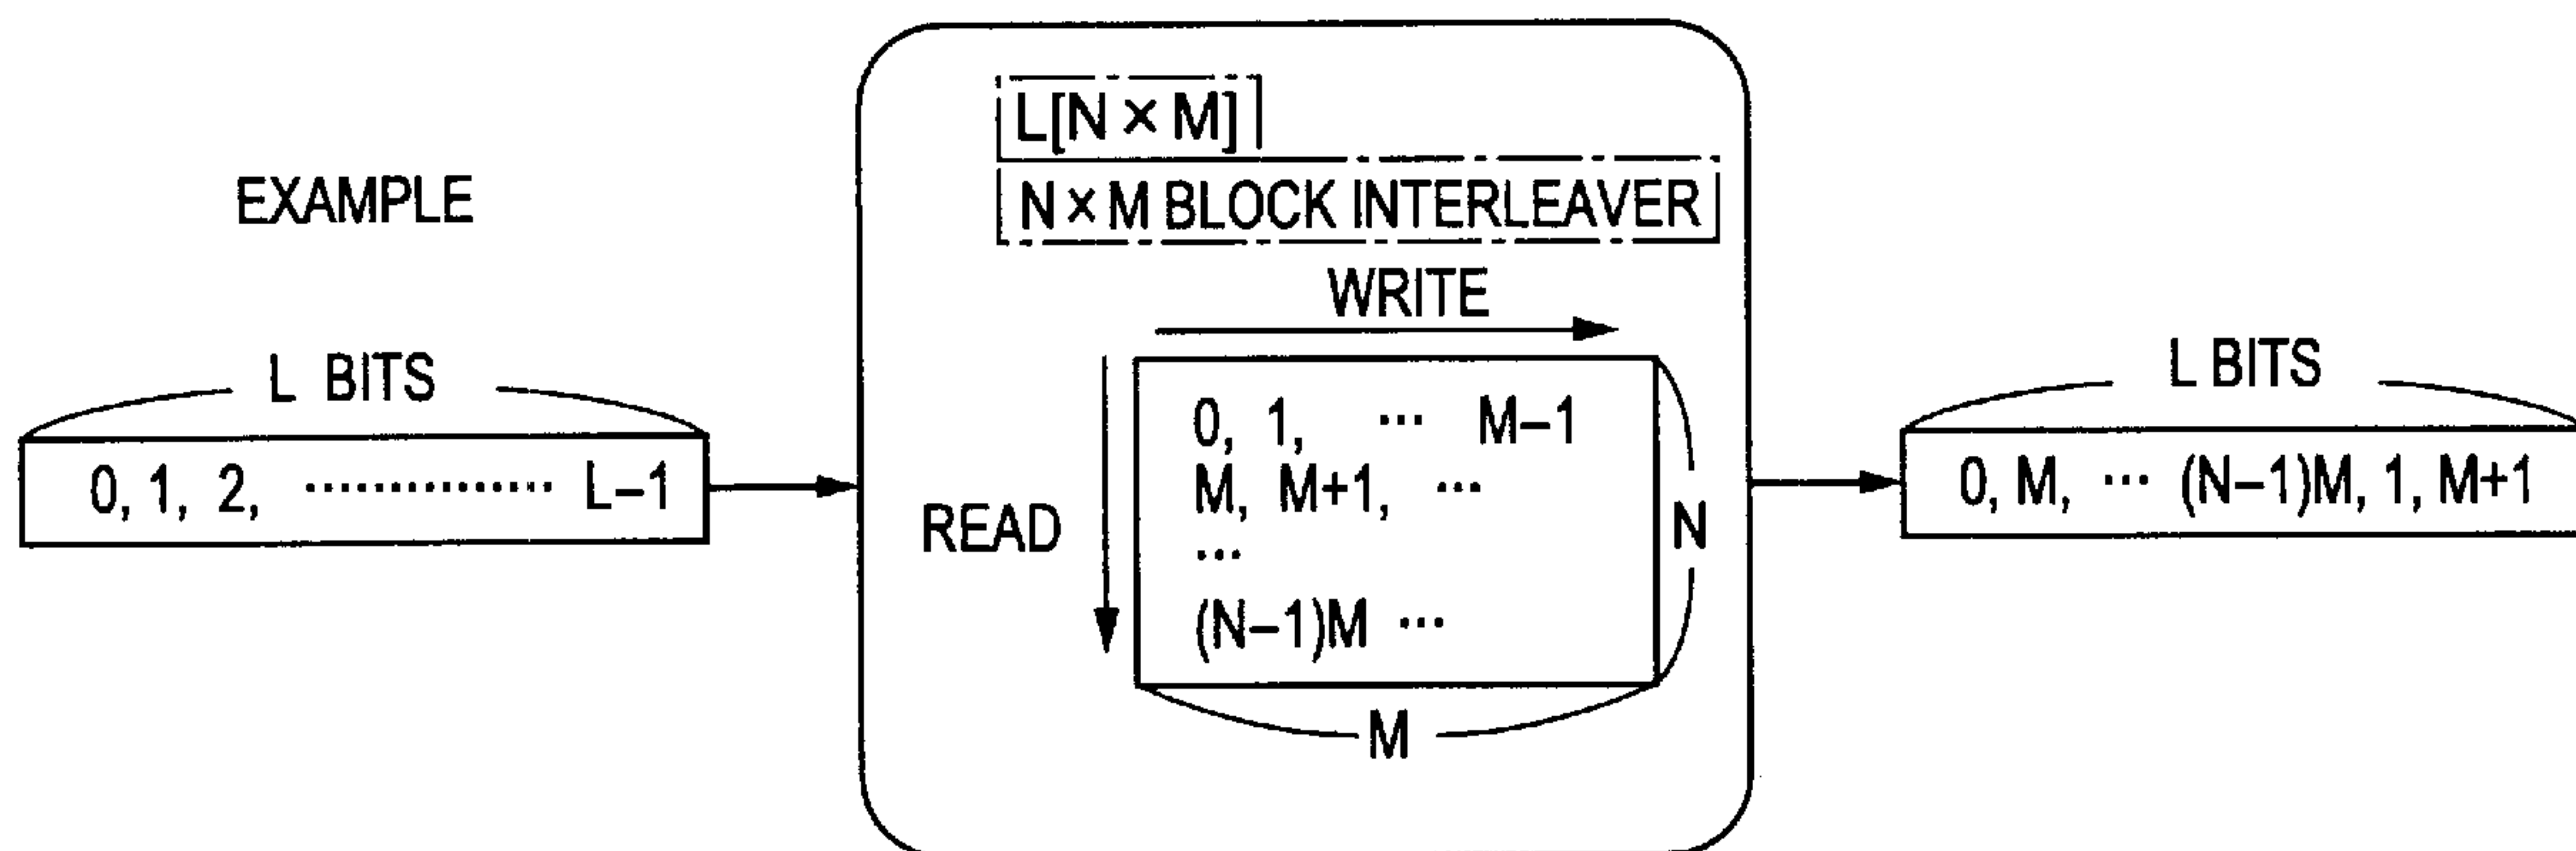 EXAMPLE
L BITS
0, 1, 2, ··············· L–1
L[N × M]
N × M BLOCK INTERLEAVER
WRITE
READ
0, 1, ··· M–1
M, M+1, ···
···
(N–1)M ···
N
M
L BITS
0, M, ··· (N–1)M, 1, M+1